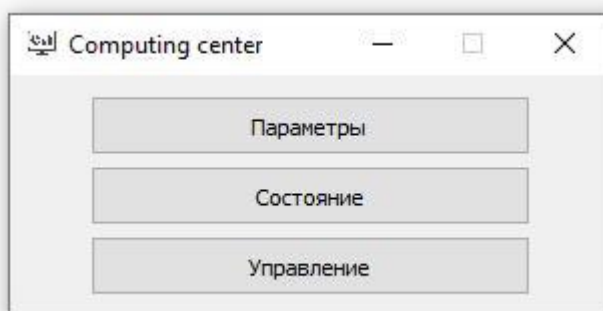 Computing center
Параметры
Состояние
Управление